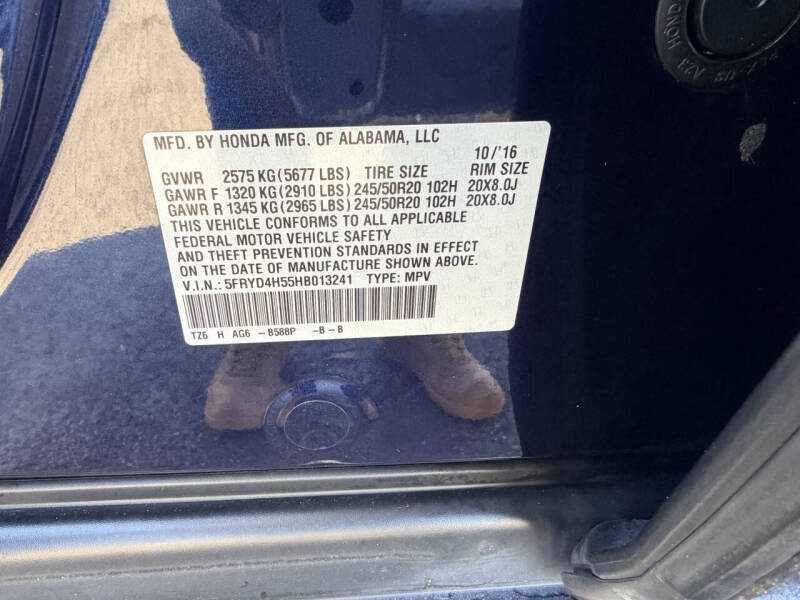 MFD. BY HONDA MFG. OF ALABAMA, LLC
10/'16
GVWR 2575 KG(5677 LBS) TIRE SIZE RIM SIZE
GAWR F 1320 KG(2910 LBS)245/50R20 102H 20X8.0J
GAWR R 1345 KG(2965 LBS)245/50R20 102H 20X8.0J
THIS VEHICLE CONFORMS TO ALL APPLICABLE
FEDERAL MOTOR VEHICLE SAFETY
AND THEFT PREVENTION STANDARDS IN EFFECT
ON THE DATE OF MANUFACTURE SHOWN ABOVE.
V.I.N.: 5FRYD4H55HB013241 TYPE: MPV
TZ6 H AG6 -B588P -B-B
HONDA